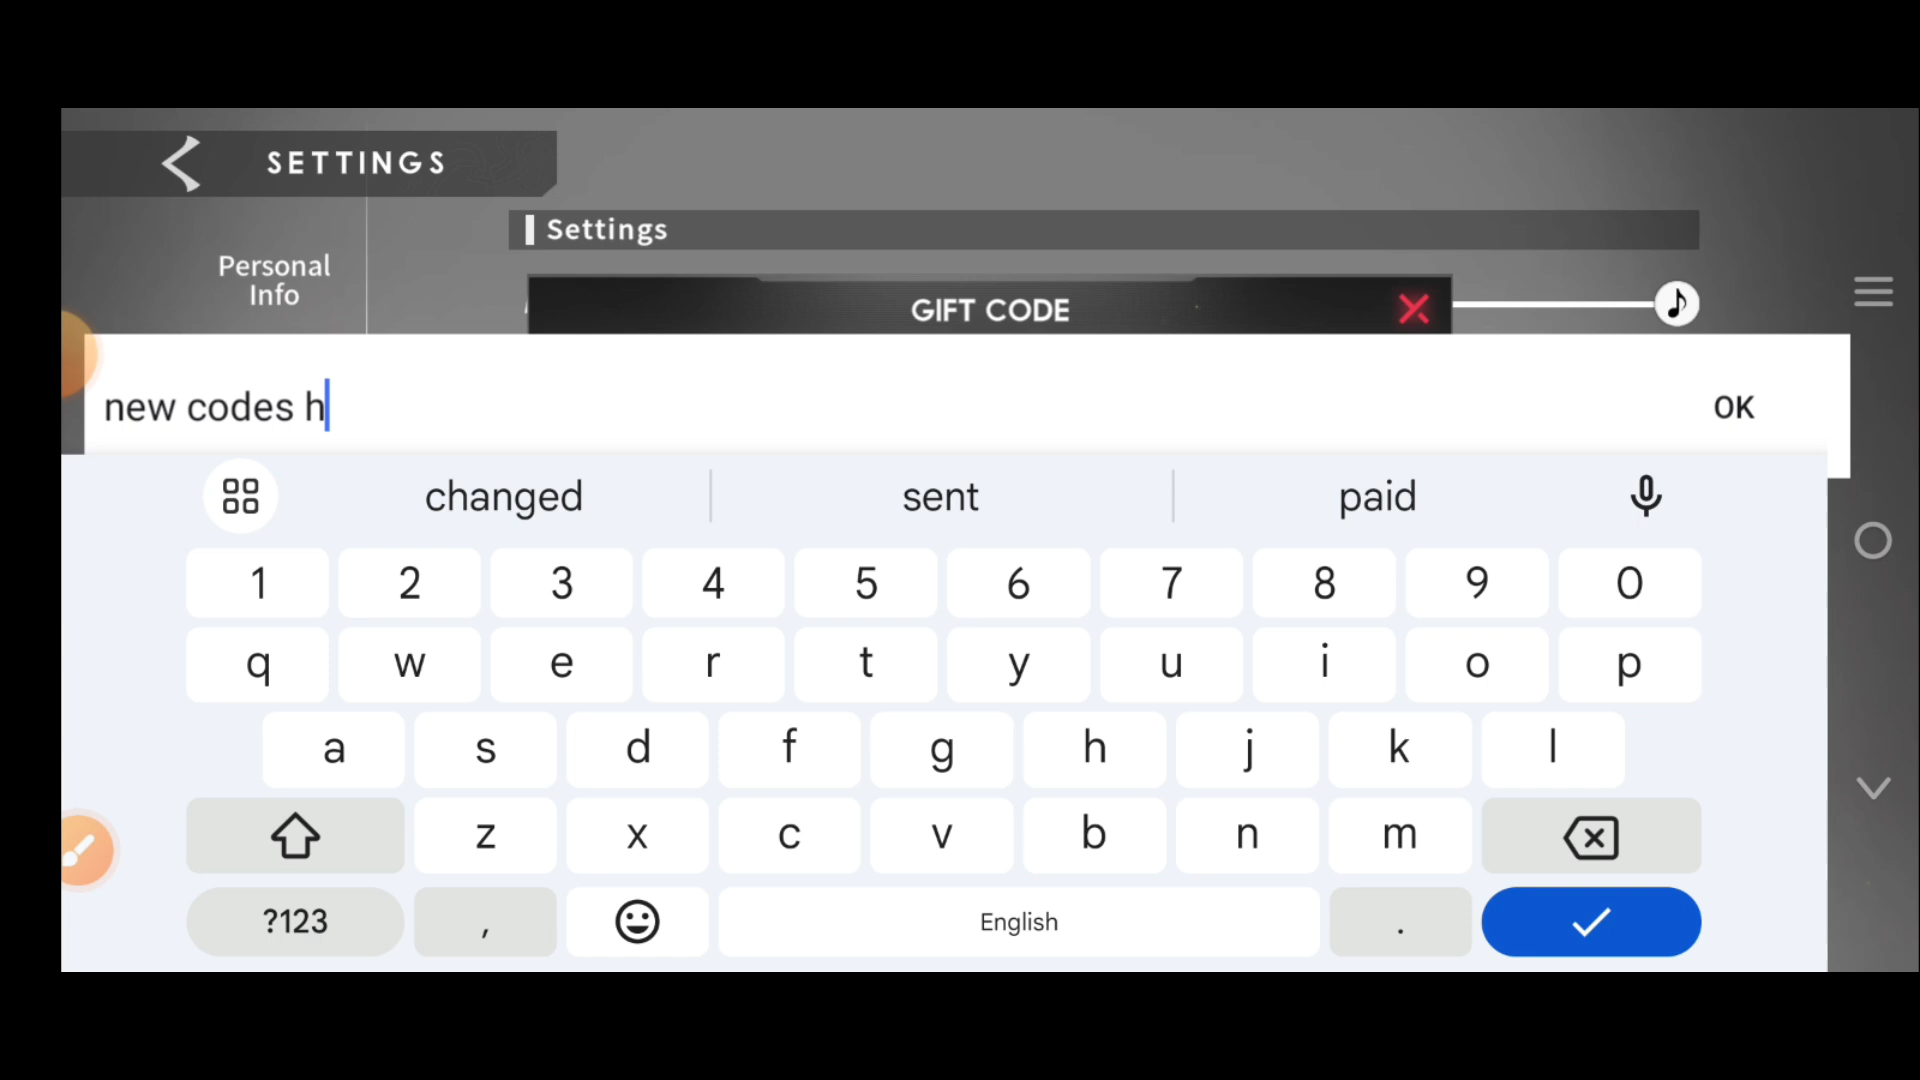 SETTINGS
Settings
Personal
Info
GIFT CODE
new codes h
OK
changed sent paid
1 2 3 4 5 6 7 8 9 0
q w e r t y u i o p
a s d f g h j k l
z x c v b n m
?123 , English .